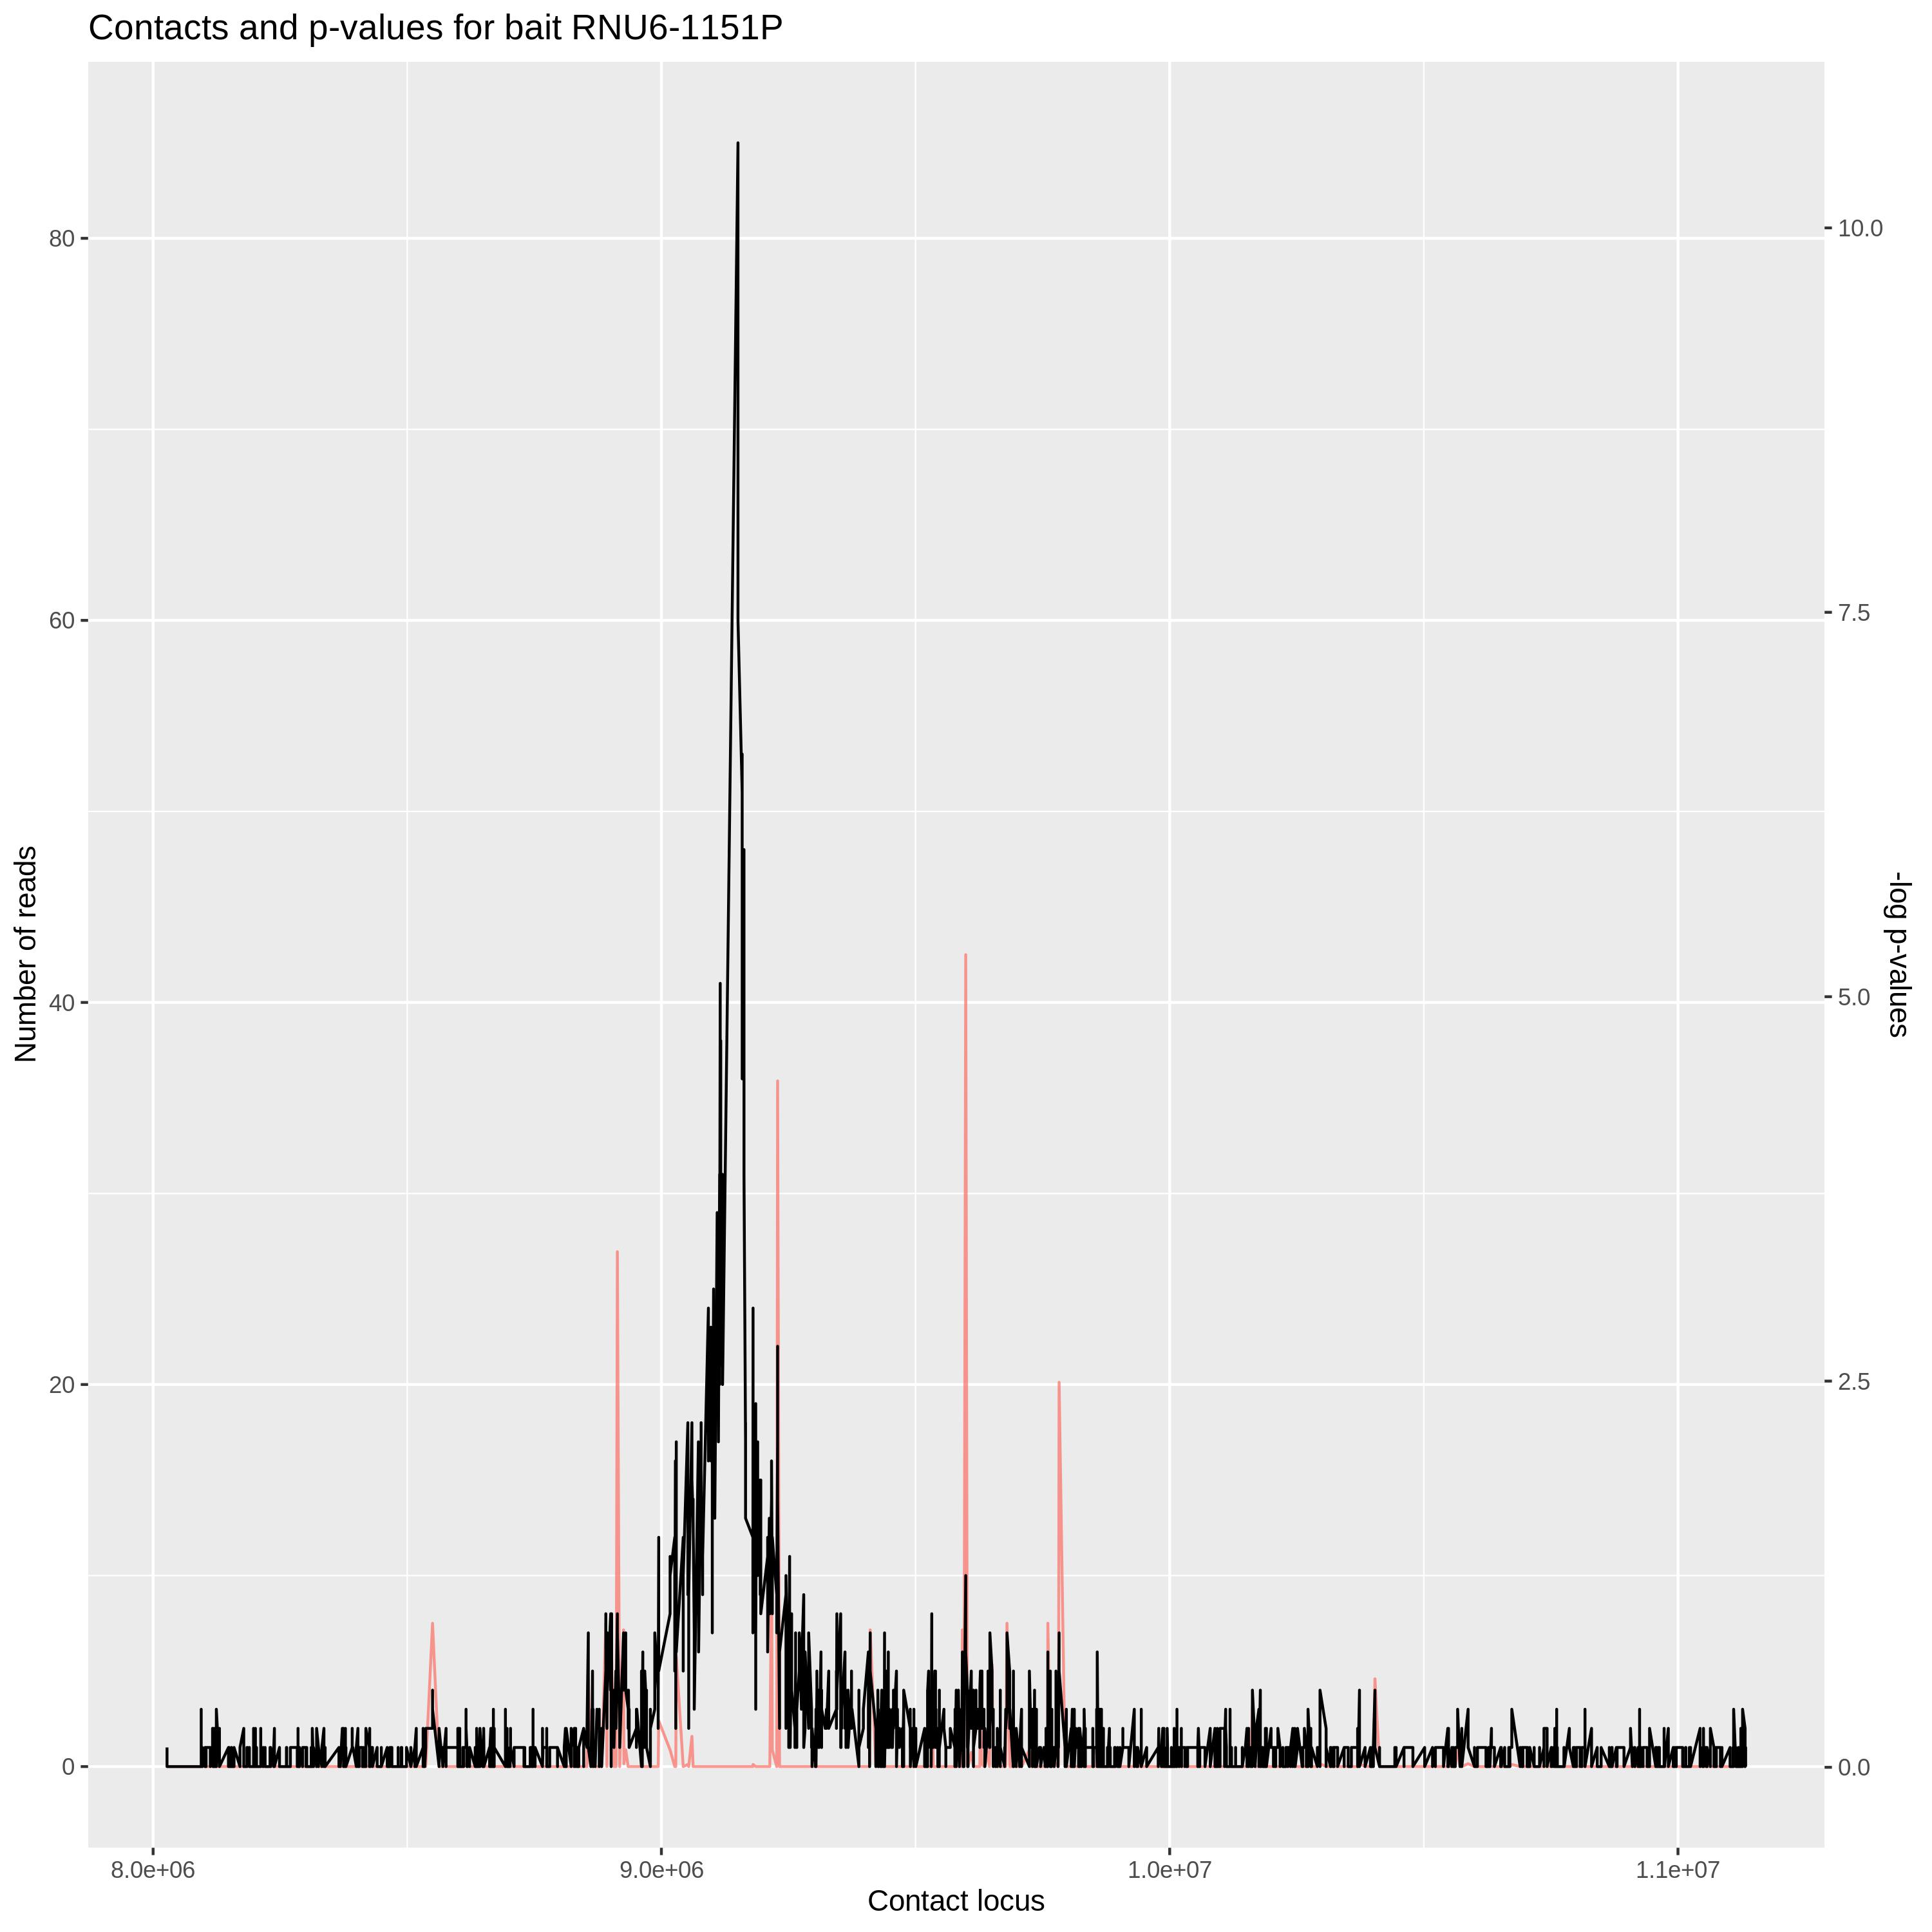 Contacts and p-values for bait RNU6-1151P
80
60
40
20
0
10.0
7.5
5.0
2.5
0.0
Number of reads
-log p-values
8.0e+06
9.0e+06
1.0e+07
1.1e+07
Contact locus